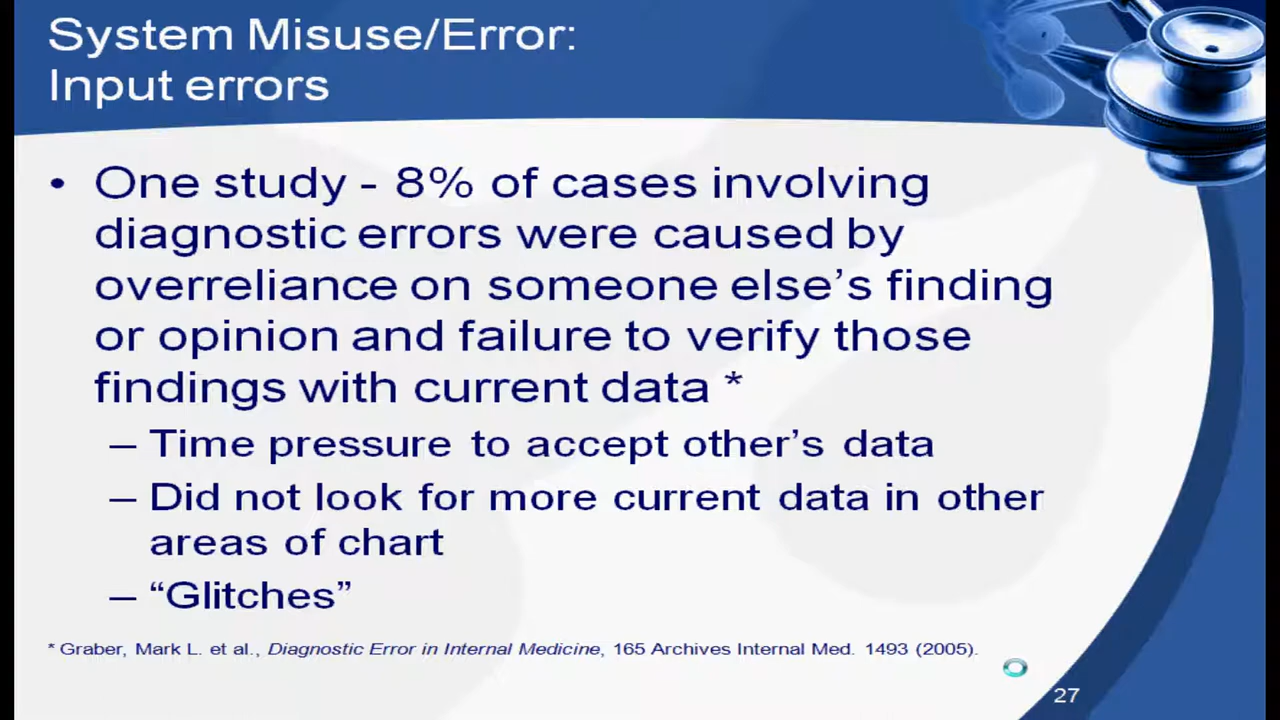 System Misuse/Error:
Input errors
• One study - 8% of cases involving
diagnostic errors were caused by
overreliance on someone else’s finding
or opinion and failure to verify those
findings with current data *
– Time pressure to accept other’s data
– Did not look for more current data in other
areas of chart
– “Glitches”
* Graber, Mark L. et al., Diagnostic Error in Internal Medicine, 165 Archives Internal Med. 1493 (2005).
27